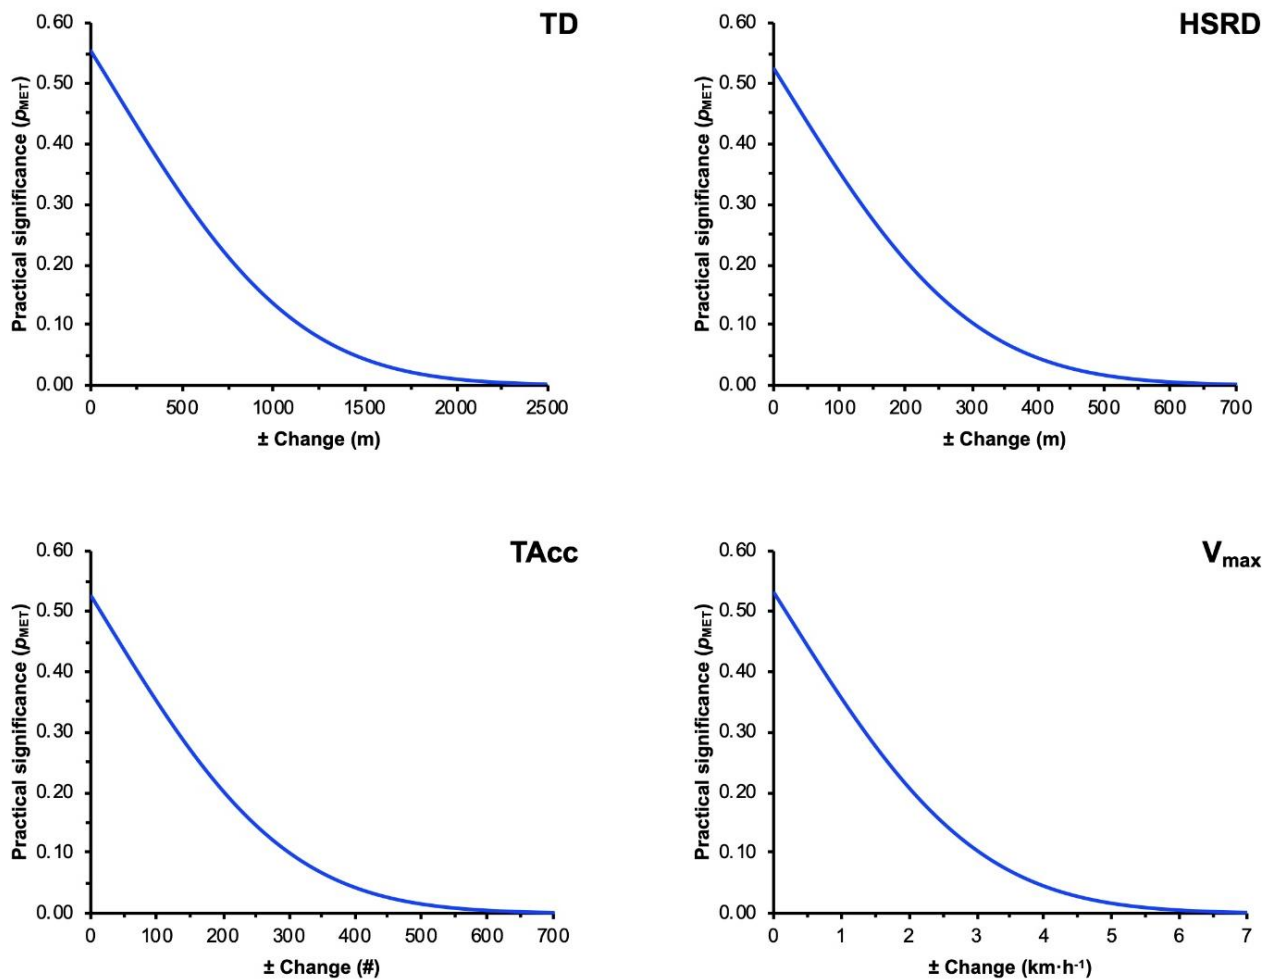 TD
Practical significance (pMET)
0.60
0.50
0.40
0.30
0.20
0.10
0.00
0 500 1000 1500 2000 2500
± Change (m)
HSRD
Practical significance (pMET)
0.60
0.50
0.40
0.30
0.20
0.10
0.00
0 100 200 300 400 500 600 700
± Change (m)
TAcc
Practical significance (pMET)
0.60
0.50
0.40
0.30
0.20
0.10
0.00
0 100 200 300 400 500 600 700
± Change (#)
Vmax
Practical significance (pMET)
0.60
0.50
0.40
0.30
0.20
0.10
0.00
0 1 2 3 4 5 6 7
± Change (km·h⁻¹)